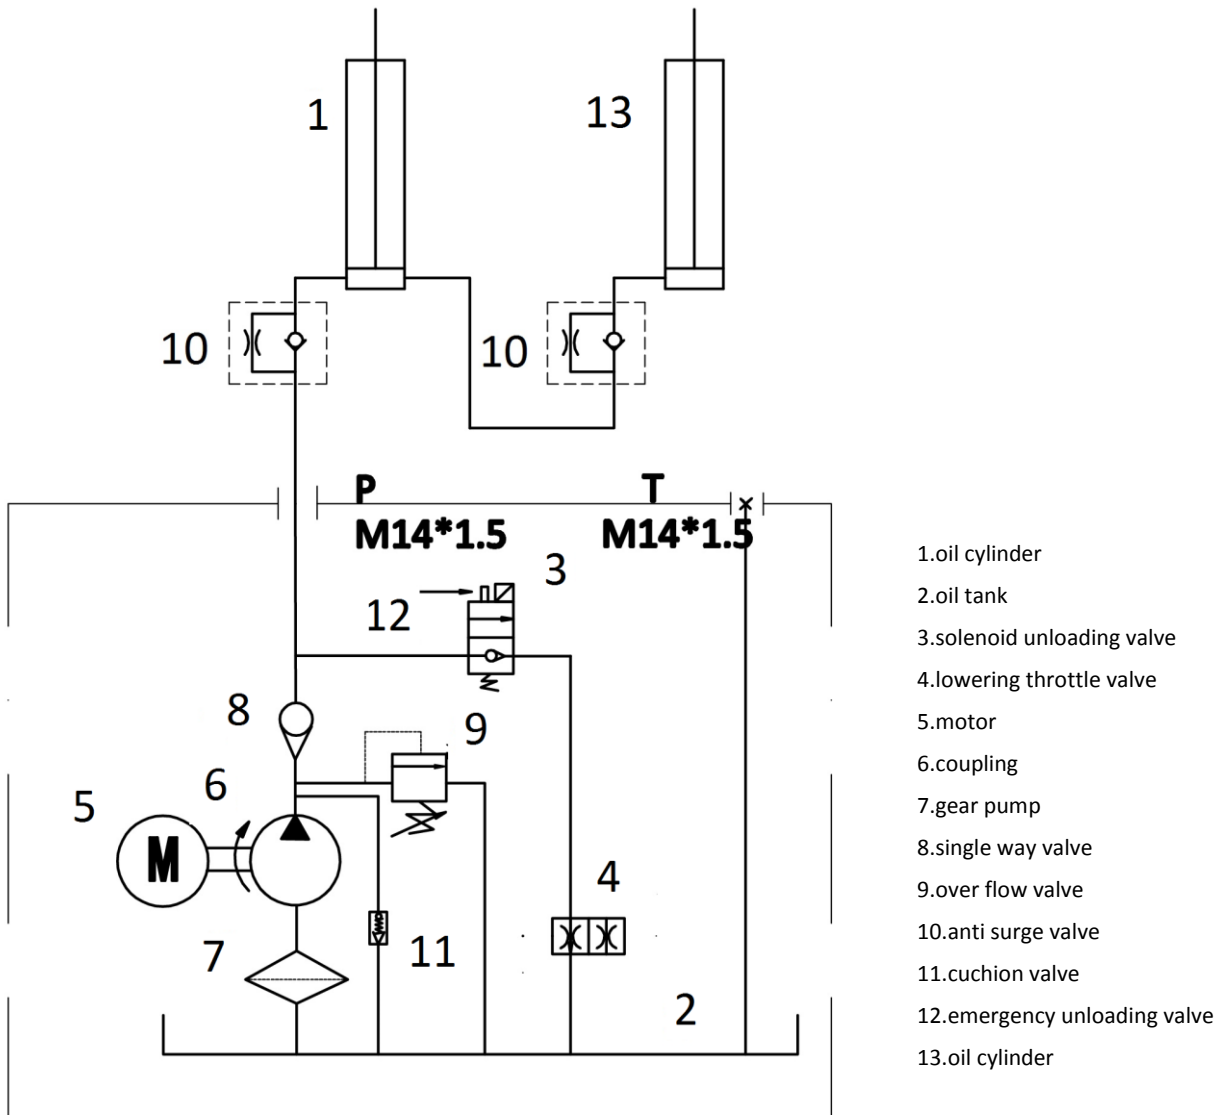 1
13
10
10
P
M14*1.5
T
M14*1.5
3
12
8
9
6
5
M
4
7
11
2
1.oil cylinder
2.oil tank
3.solenoid unloading valve
4.lowering throttle valve
5.motor
6.coupling
7.gear pump
8.single way valve
9.over flow valve
10.anti surge valve
11.cuchion valve
12.emergency unloading valve
13.oil cylinder